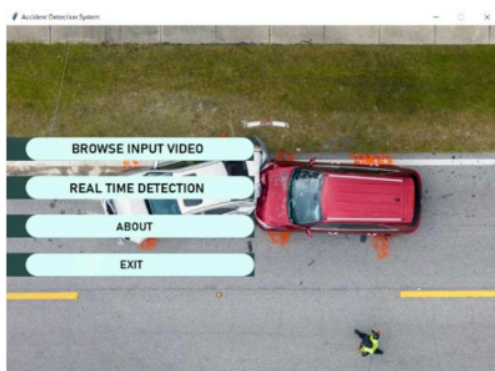 Accident Detection System
BROWSE INPUT VIDEO
REAL TIME DETECTION
ABOUT
EXIT